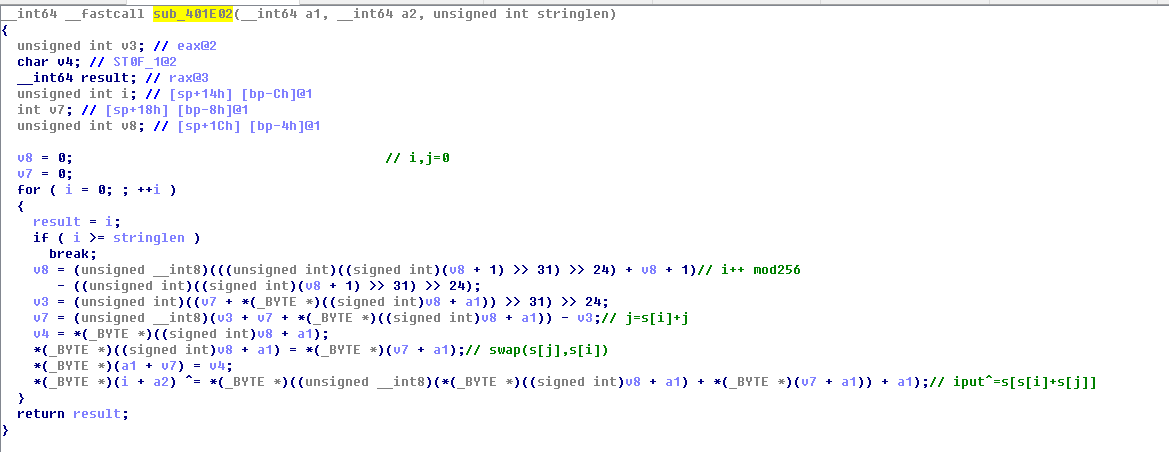 __int64 __fastcall sub_401E02(__int64 a1, __int64 a2, unsigned int stringlen)
{
  unsigned int v3; // eax@2
  char v4; // ST0F_1@2
  __int64 result; // rax@3
  unsigned int i; // [sp+14h] [bp-Ch]@1
  int v7; // [sp+18h] [bp-8h]@1
  unsigned int v8; // [sp+1Ch] [bp-4h]@1

  v8 = 0;                                       // i,j=0
  v7 = 0;
  for ( i = 0; ; ++i )
  {
    result = i;
    if ( i >= stringlen )
      break;
    v8 = (unsigned __int8)(((unsigned int)((signed int)(v8 + 1) >> 31) >> 24) + v8 + 1)// i++ mod256
       - ((unsigned int)((signed int)(v8 + 1) >> 31) >> 24);
    v3 = (unsigned int)((v7 + *(_BYTE *)((signed int)v8 + a1)) >> 31) >> 24;
    v7 = (unsigned __int8)(v3 + v7 + *(_BYTE *)((signed int)v8 + a1)) - v3;// j=s[i]+j
    v4 = *(_BYTE *)((signed int)v8 + a1);
    *(_BYTE *)((signed int)v8 + a1) = *(_BYTE *)(v7 + a1);// swap(s[j],s[i])
    *(_BYTE *)(a1 + v7) = v4;
    *(_BYTE *)(i + a2) ^= *(_BYTE *)((unsigned __int8)(*(_BYTE *)((signed int)v8 + a1) + *(_BYTE *)(v7 + a1)) + a1);// iput^=s[s[i]+s[j]]
  }
  return result;
}